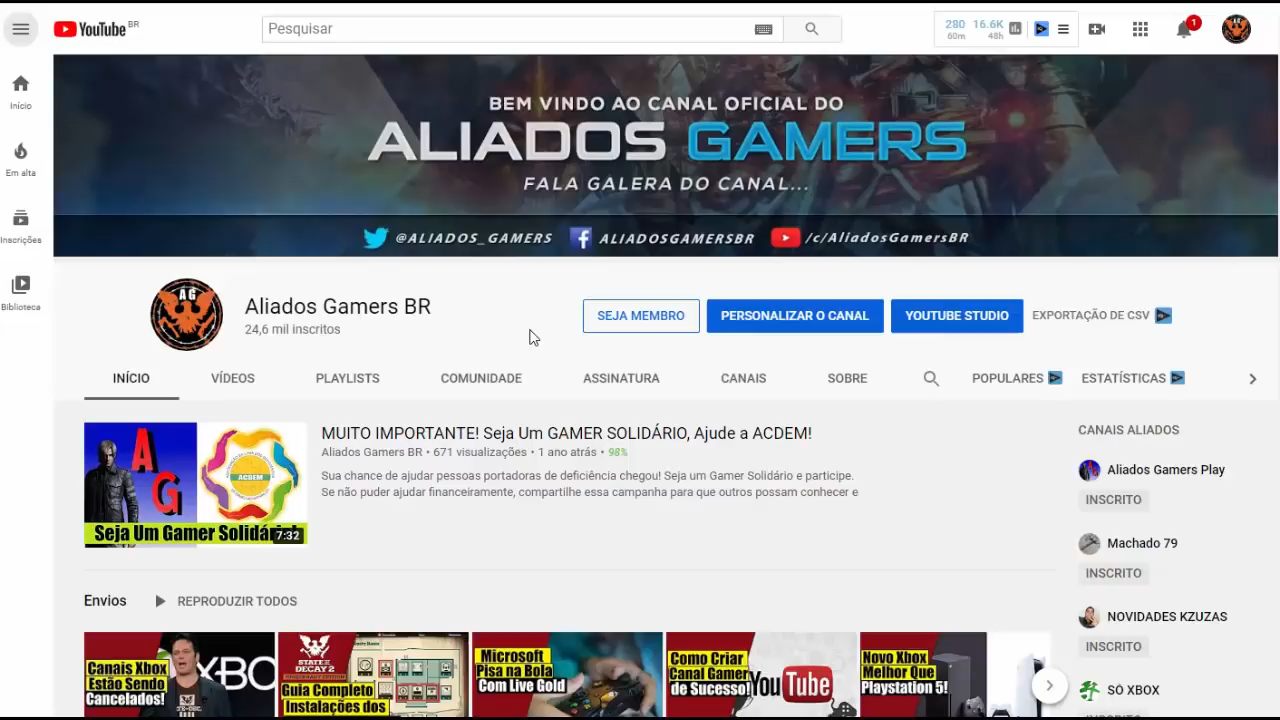 YouTube BR
Pesquisar
280 16.6K
60m 48h
1
AG
Início
Em alta
Inscrições
Biblioteca
BEM VINDO AO CANAL OFICIAL DO
ALIADOS GAMERS
FALA GALERA DO CANAL...
@ALIADOS_GAMERS ALIADOSGAMERSBR /c/AliadosGamersBR
AG
Aliados Gamers BR
24,6 mil inscritos
SEJA MEMBRO PERSONALIZAR O CANAL YOUTUBE STUDIO EXPORTAÇÃO DE CSV
INÍCIO VÍDEOS PLAYLISTS COMUNIDADE ASSINATURA CANAIS SOBRE POPULARES ESTATÍSTICAS
AG
ACDEM
Seja Um Gamer Solidário!
7:32
MUITO IMPORTANTE! Seja Um GAMER SOLIDÁRIO, Ajude a ACDEM!
Aliados Gamers BR • 671 visualizações • 1 ano atrás • 98%
Sua chance de ajudar pessoas portadoras de deficiência chegou! Seja um Gamer Solidário e participe.
Se não puder ajudar financeiramente, compartilhe essa campanha para que outros possam conhecer e
CANAIS ALIADOS
Aliados Gamers Play
INSCRITO
Machado 79
INSCRITO
NOVIDADES KZUZAS
INSCRITO
SÓ XBOX
INSCRITO
Envios REPRODUZIR TODOS
Canais Xbox
Estão Sendo
Cancelados!
XBO
STATE OF
DECAY 2
Guia Completo
Instalações dos
Microsoft
Pisa na Bola
Com Live Gold
Como Criar
Canal Gamer
de Sucesso!
YouTube
Novo Xbox
Melhor Que
Playstation 5!